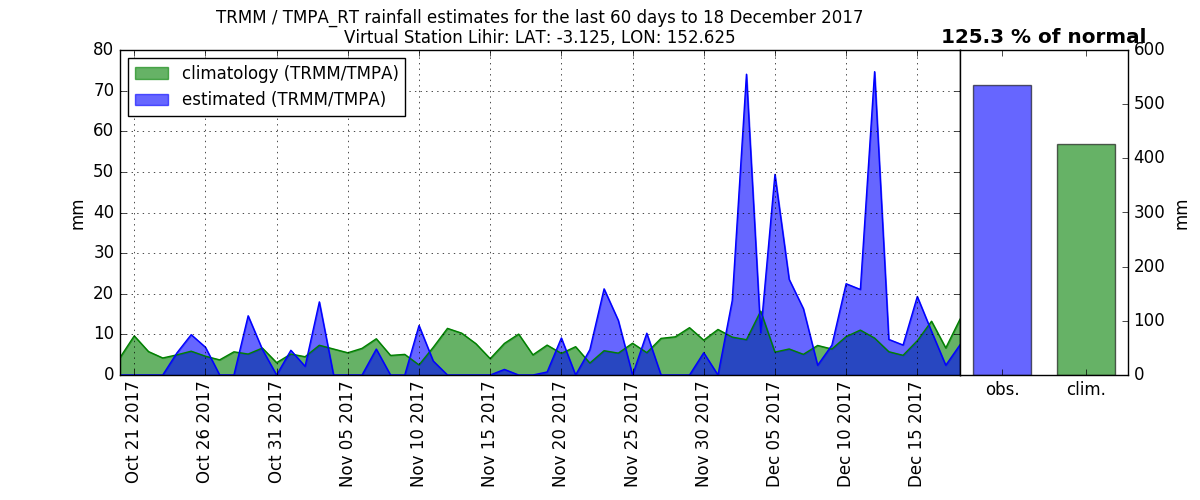 TRMM / TMPA_RT rainfall estimates for the last 60 days to 18 December 2017
Virtual Station Lihir: LAT: -3.125, LON: 152.625
125.3 % of normal
climatology (TRMM/TMPA)
estimated (TRMM/TMPA)
80
70
60
50
40
30
20
10
0
mm
Oct 21 2017
Oct 26 2017
Oct 31 2017
Nov 05 2017
Nov 10 2017
Nov 15 2017
Nov 20 2017
Nov 25 2017
Nov 30 2017
Dec 05 2017
Dec 10 2017
Dec 15 2017
obs.
clim.
600
500
400
300
200
100
0
mm